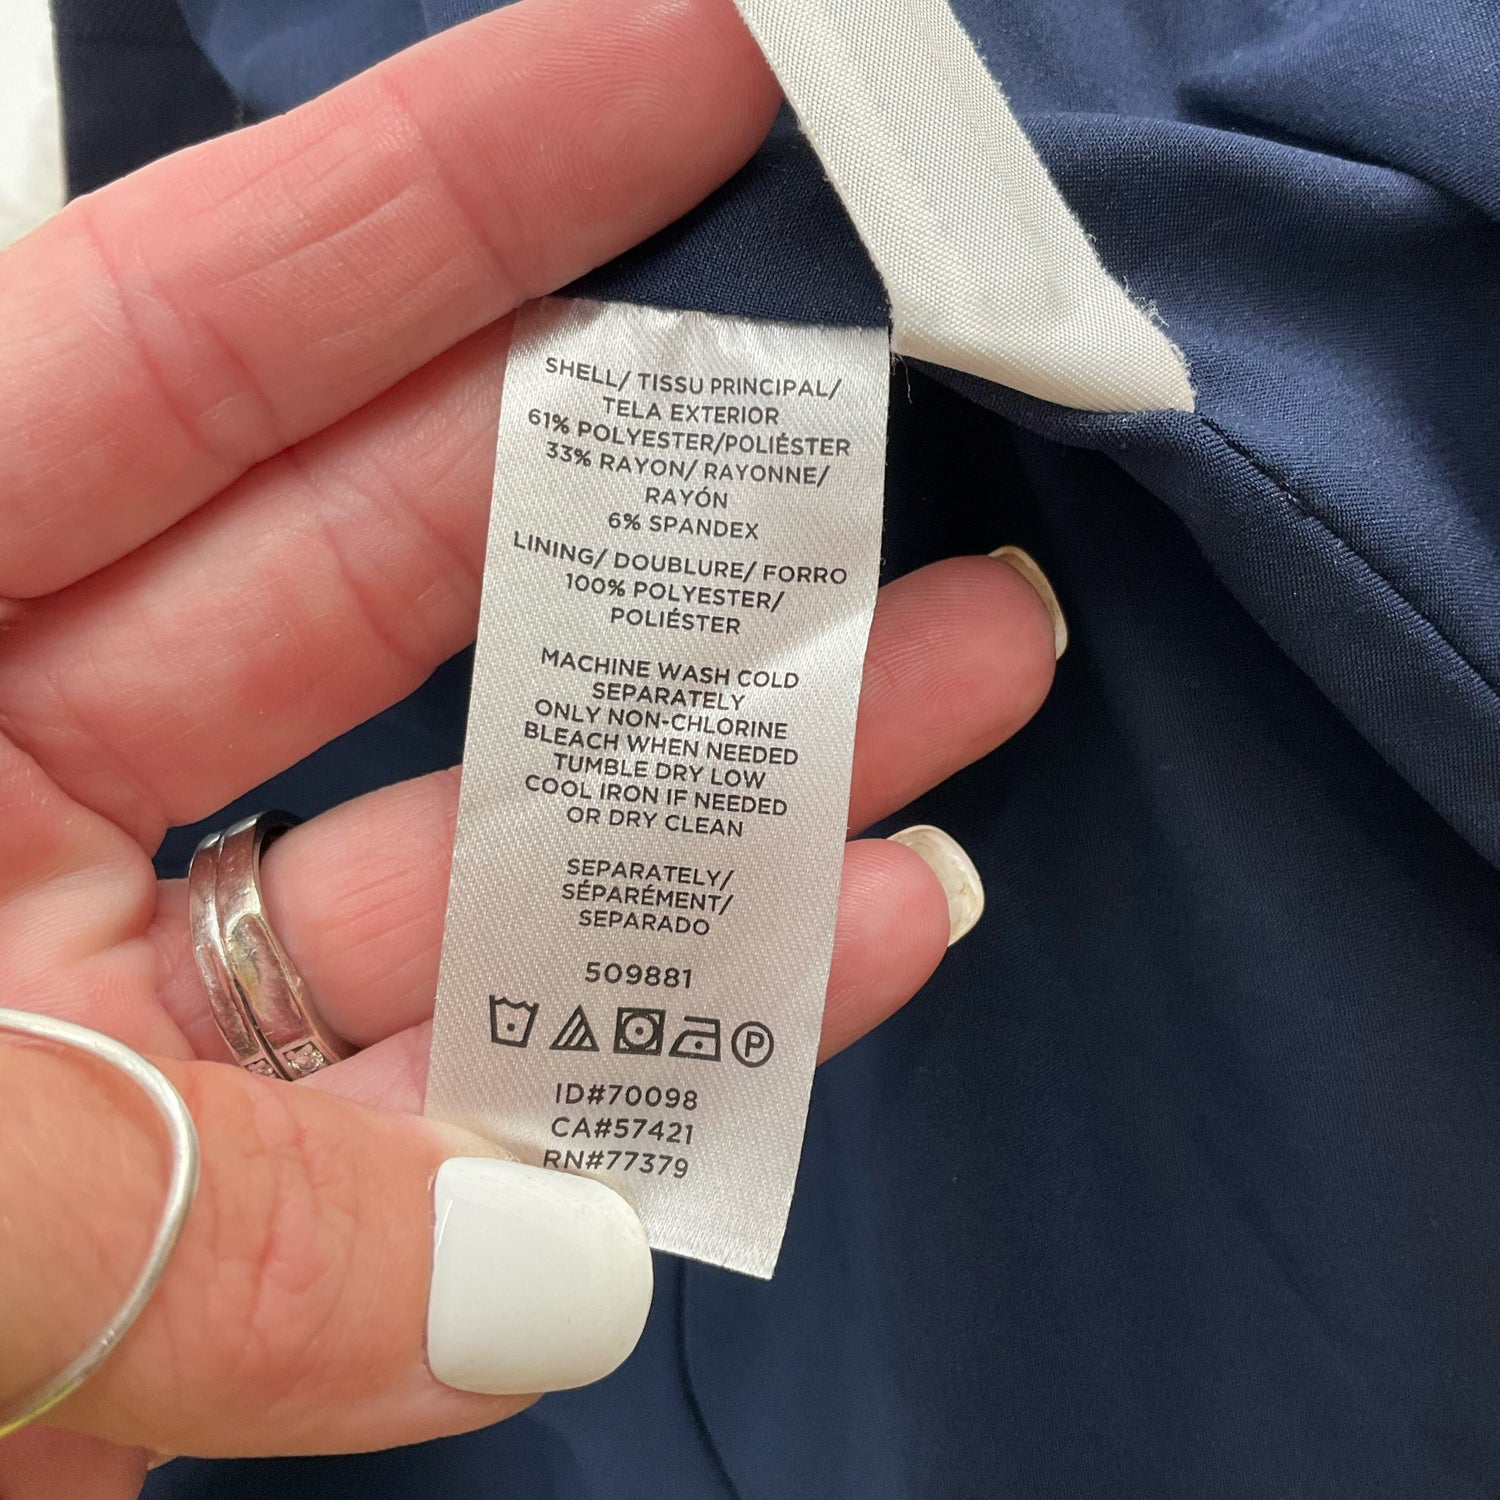 SHELL/ TISSU PRINCIPAL/
TELA EXTERIOR
61% POLYESTER/POLIÉSTER
33% RAYON/ RAYONNE/
RAYÓN
6% SPANDEX
LINING/ DOUBLURE/ FORRO
100% POLYESTER/
POLIÉSTER
MACHINE WASH COLD
SEPARATELY
ONLY NON-CHLORINE
BLEACH WHEN NEEDED
TUMBLE DRY LOW
COOL IRON IF NEEDED
OR DRY CLEAN
SEPARATELY/
SÉPARÉMENT/
SEPARADO
509881
P
ID#70098
CA#57421
RN#77379